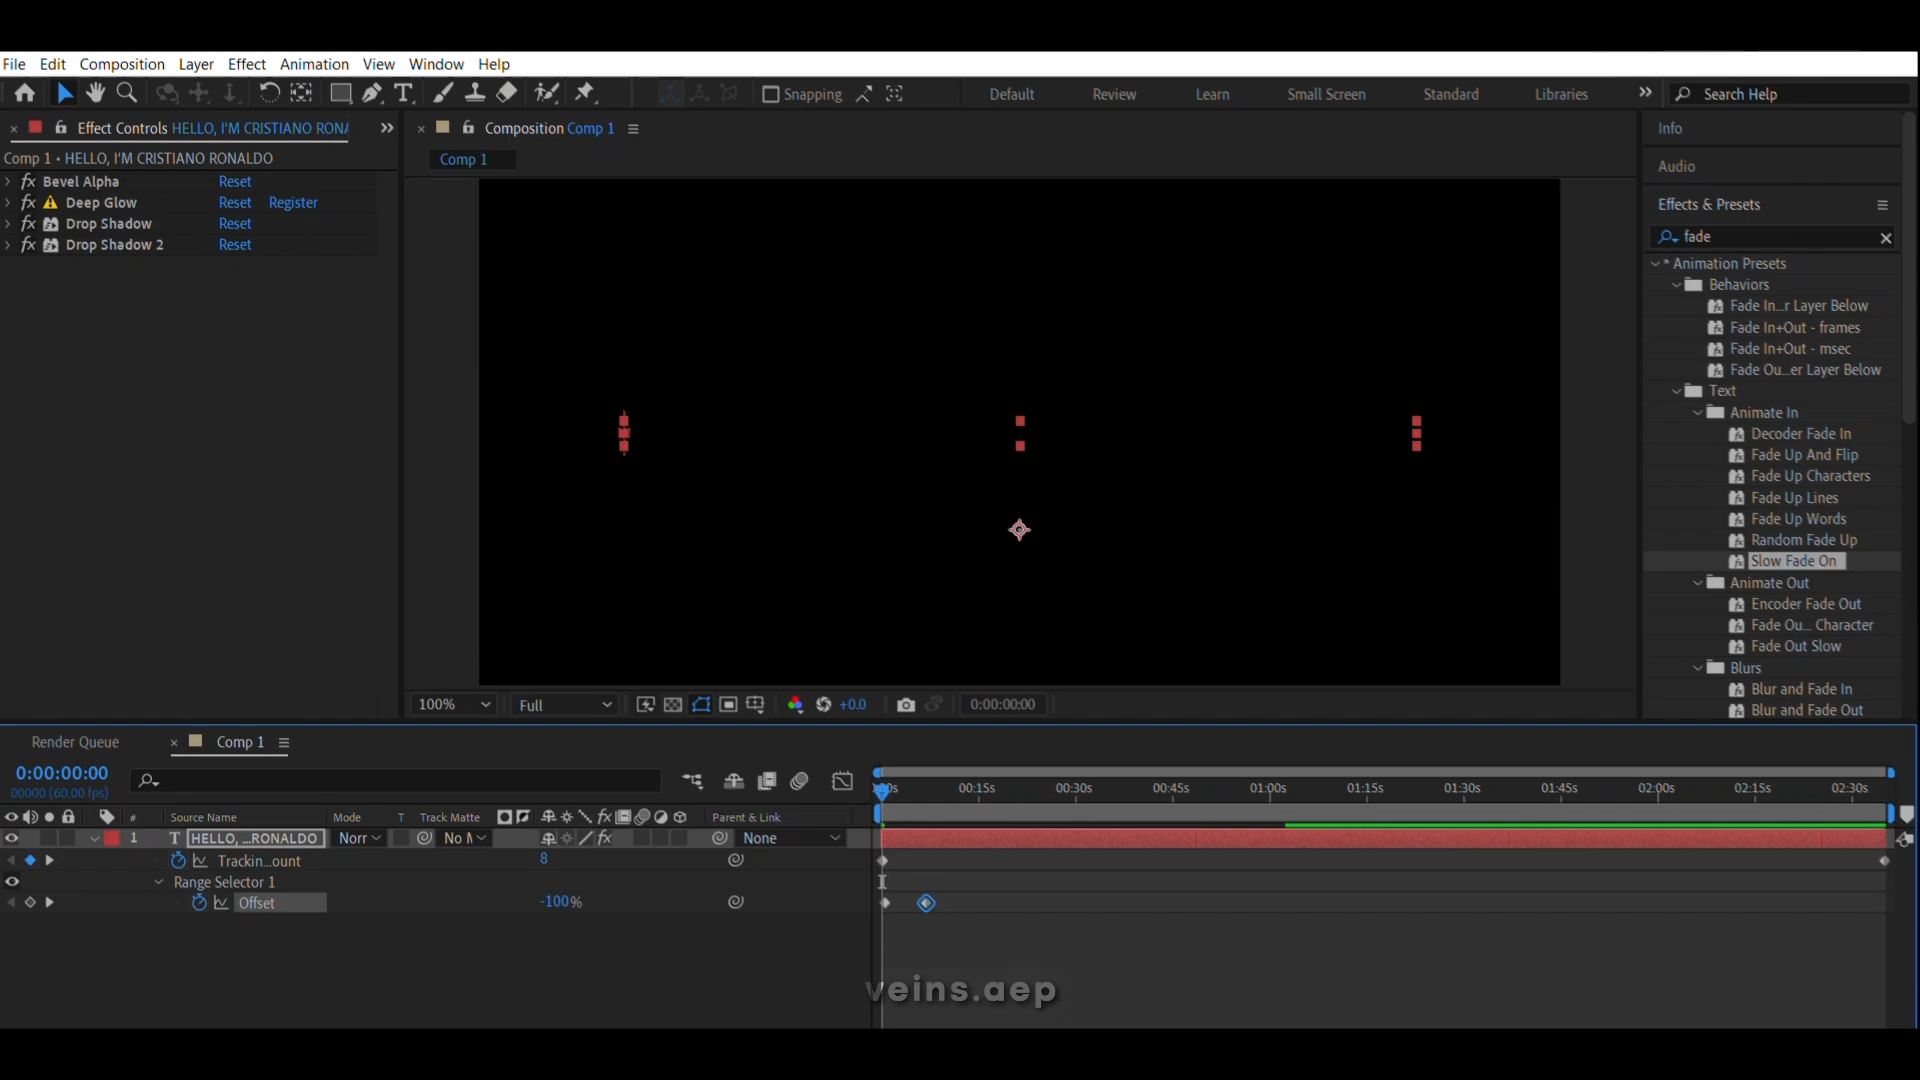 File Edit Composition Layer Effect Animation View Window Help
Snapping Default Review Learn Small Screen Standard Libraries Search Help
Effect Controls HELLO, I'M CRISTIANO RONA
Comp 1 • HELLO, I'M CRISTIANO RONALDO
fx Bevel Alpha Reset
fx Deep Glow Reset Register
fx Drop Shadow Reset
fx Drop Shadow 2 Reset
Composition Comp 1
Comp 1
100% Full +0.0 0:00:00:00
Info
Audio
Effects & Presets
fade
* Animation Presets
Behaviors
Fade In...r Layer Below
Fade In+Out - frames
Fade In+Out - msec
Fade Ou...er Layer Below
Text
Animate In
Decoder Fade In
Fade Up And Flip
Fade Up Characters
Fade Up Lines
Fade Up Words
Random Fade Up
Slow Fade On
Animate Out
Encoder Fade Out
Fade Ou... Character
Fade Out Slow
Blurs
Blur and Fade In
Blur and Fade Out
Render Queue Comp 1
0:00:00:00
00000 (60.00 fps)
00:15s 00:30s 00:45s 01:00s 01:15s 01:30s 01:45s 02:00s 02:15s 02:30s
# Source Name Mode T Track Matte fx Parent & Link
1 T HELLO, ...RONALDO Norr No M fx None
Trackin...ount 8
Range Selector 1
Offset -100%
veins.aep